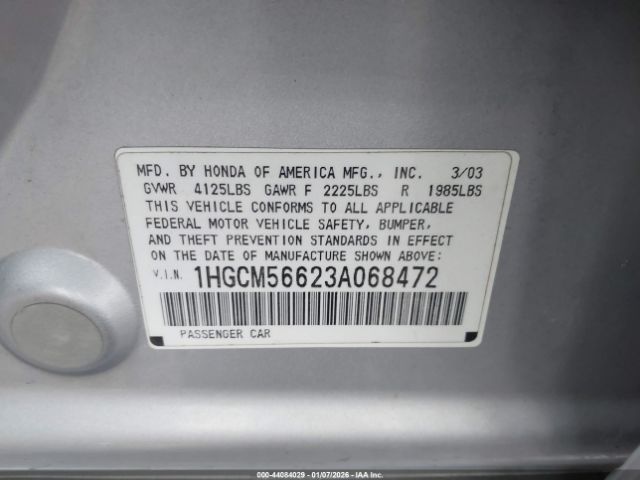 MFD. BY HONDA OF AMERICA MFG., INC. 3/03
GVWR 4125LBS GAWR F 2225LBS R 1985LBS
THIS VEHICLE CONFORMS TO ALL APPLICABLE
FEDERAL MOTOR VEHICLE SAFETY, BUMPER,
AND THEFT PREVENTION STANDARDS IN EFFECT
ON THE DATE OF MANUFACTURE SHOWN ABOVE.
V.I.N. 1HGCM56623A068472
PASSENGER CAR
000-44084029 | 01/07/2026 - © IAA Inc.